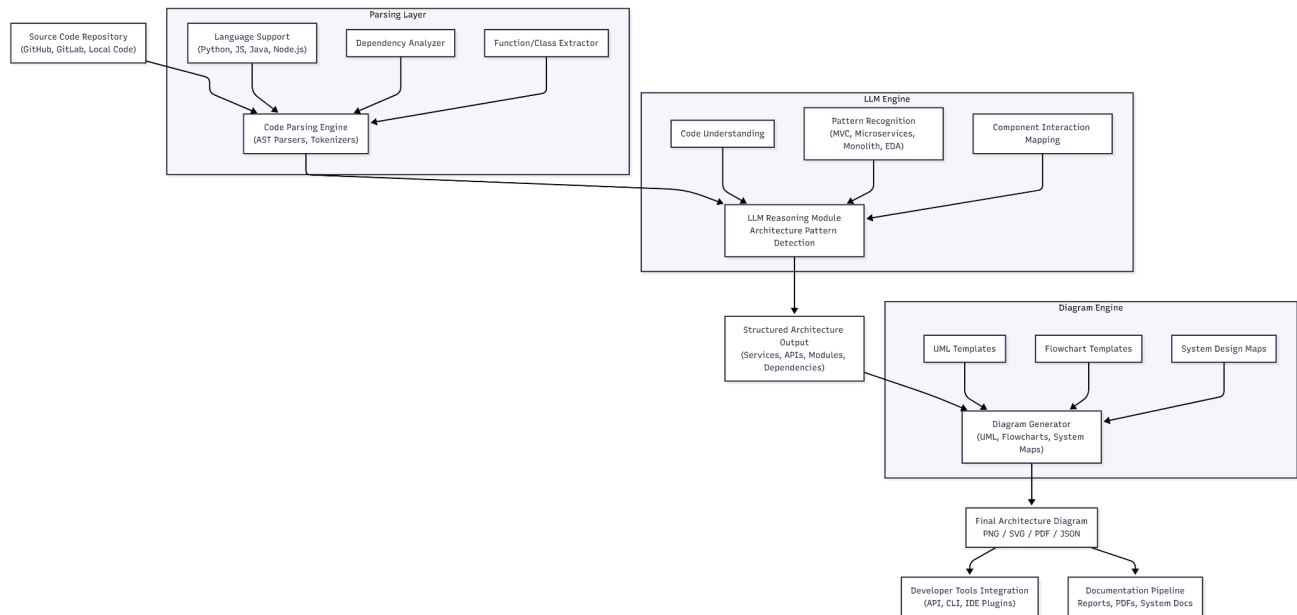 Parsing Layer
Source Code Repository
(GitHub, GitLab, Local Code)
Language Support
(Python, JS, Java, Node.js)
Dependency Analyzer
Function/Class Extractor
Code Parsing Engine
(AST Parsers, Tokenizers)
LLM Engine
Code Understanding
Pattern Recognition
(MVC, Microservices,
Monolith, EDA)
Component Interaction
Mapping
LLM Reasoning Module
Architecture Pattern
Detection
Structured Architecture
Output
(Services, APIs, Modules,
Dependencies)
Diagram Engine
UML Templates
Flowchart Templates
System Design Maps
Diagram Generator
(UML, Flowcharts, System
Maps)
Final Architecture Diagram
PNG / SVG / PDF / JSON
Developer Tools Integration
(API, CLI, IDE Plugins)
Documentation Pipeline
Reports, PDFs, System Docs